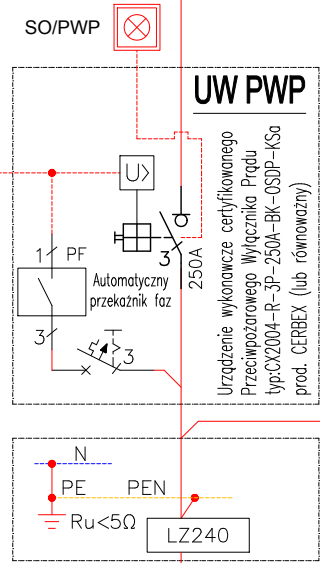 SO/PWP
UW PWP
U>
Urządzenie wykonawcze certyfikowanego
Przeciwpożarowego Wyłącznika Prądu
typ:CX2004-R-3P-250A-BK-0SDP-KSa
prod. CERBEX (lub równoważny)
3
250A
1 PF
Automatyczny
przekaźnik faz
3
3
N
PE PEN
Ru<5Ω
LZ240